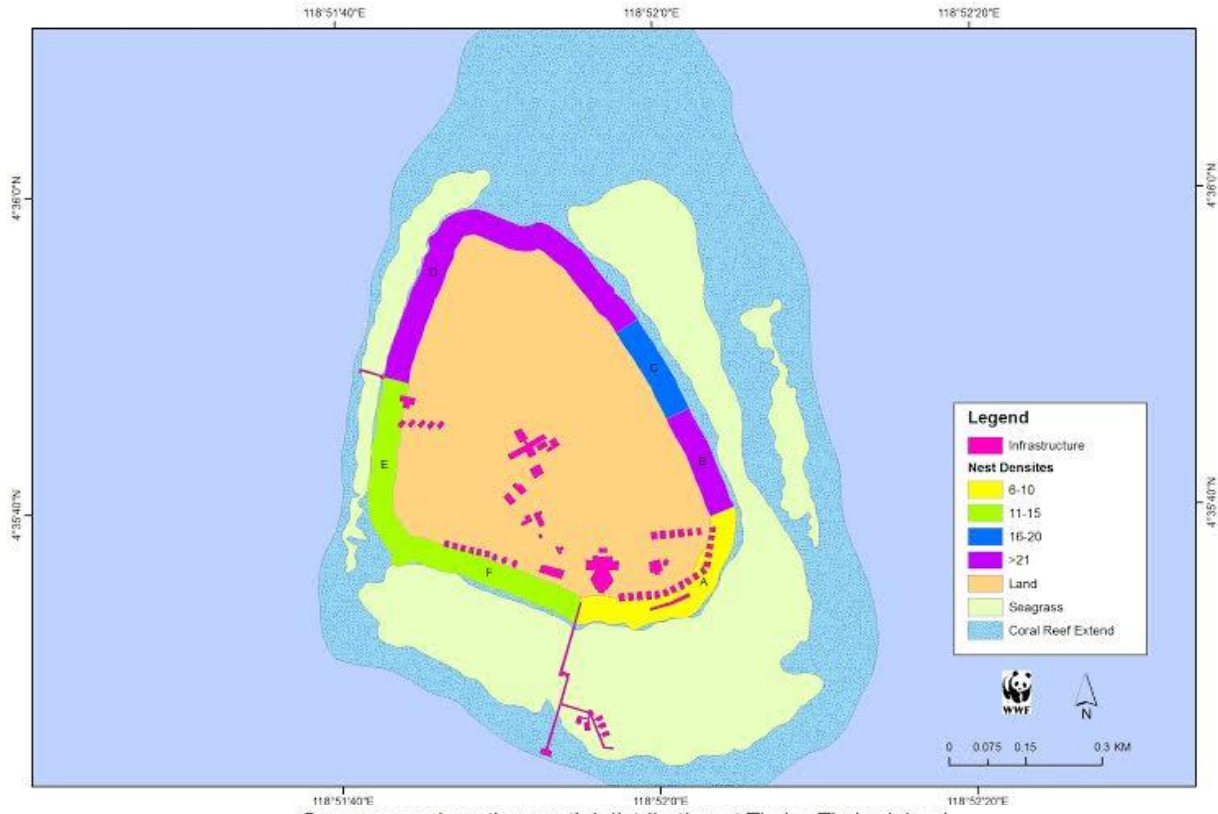 118°51'40"E 118°52'0"E 118°52'20"E
4°36'0"N 4°36'0"N
D
C
B
E
4°35'40"N 4°35'40"N
F
A
Legend
Infrastructure
Nest Densites
6-10
11-15
16-20
>21
Land
Seagrass
Coral Reef Extend
WWF
N
0 0.075 0.15 0.3 KM
118°51'40"E 118°52'0"E 118°52'20"E